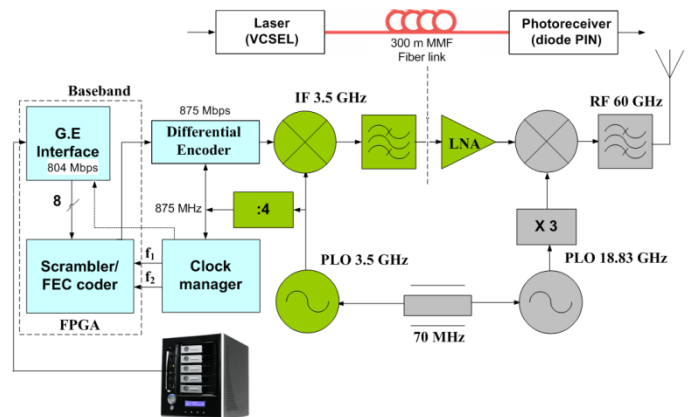 Laser
(VCSEL)
300 m MMF
Fiber link
Photoreceiver
(diode PIN)
Baseband
875 Mbps
IF 3.5 GHz
RF 60 GHz
G.E
Interface
804 Mbps
Differential
Encoder
LNA
8
875 MHz
:4
X 3
f1
f2
Scrambler/
FEC coder
Clock
manager
PLO 3.5 GHz
PLO 18.83 GHz
FPGA
70 MHz